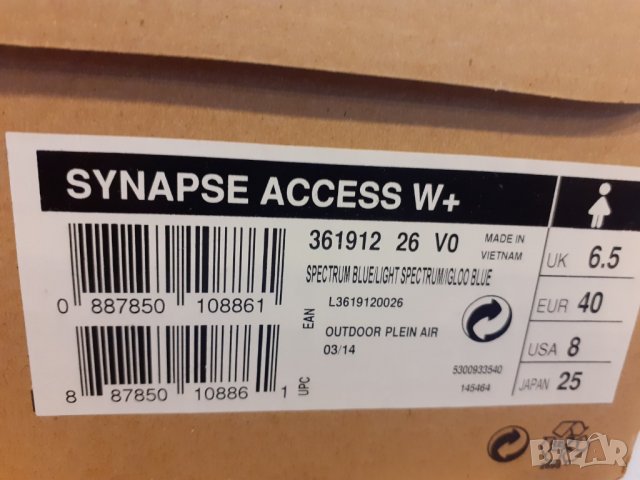 SYNAPSE ACCESS W+
361912 26 V0
MADE IN
VIETNAM
SPECTRUM BLUE/LIGHT SPECTRUM/IGLOO BLUE
L3619120026
0 887850 108861
EAN
OUTDOOR PLEIN AIR
03/14
8 87850 10886 1
UPC
5300933540
145464
UK 6.5
EUR 40
USA 8
JAPAN 25
BAZAR